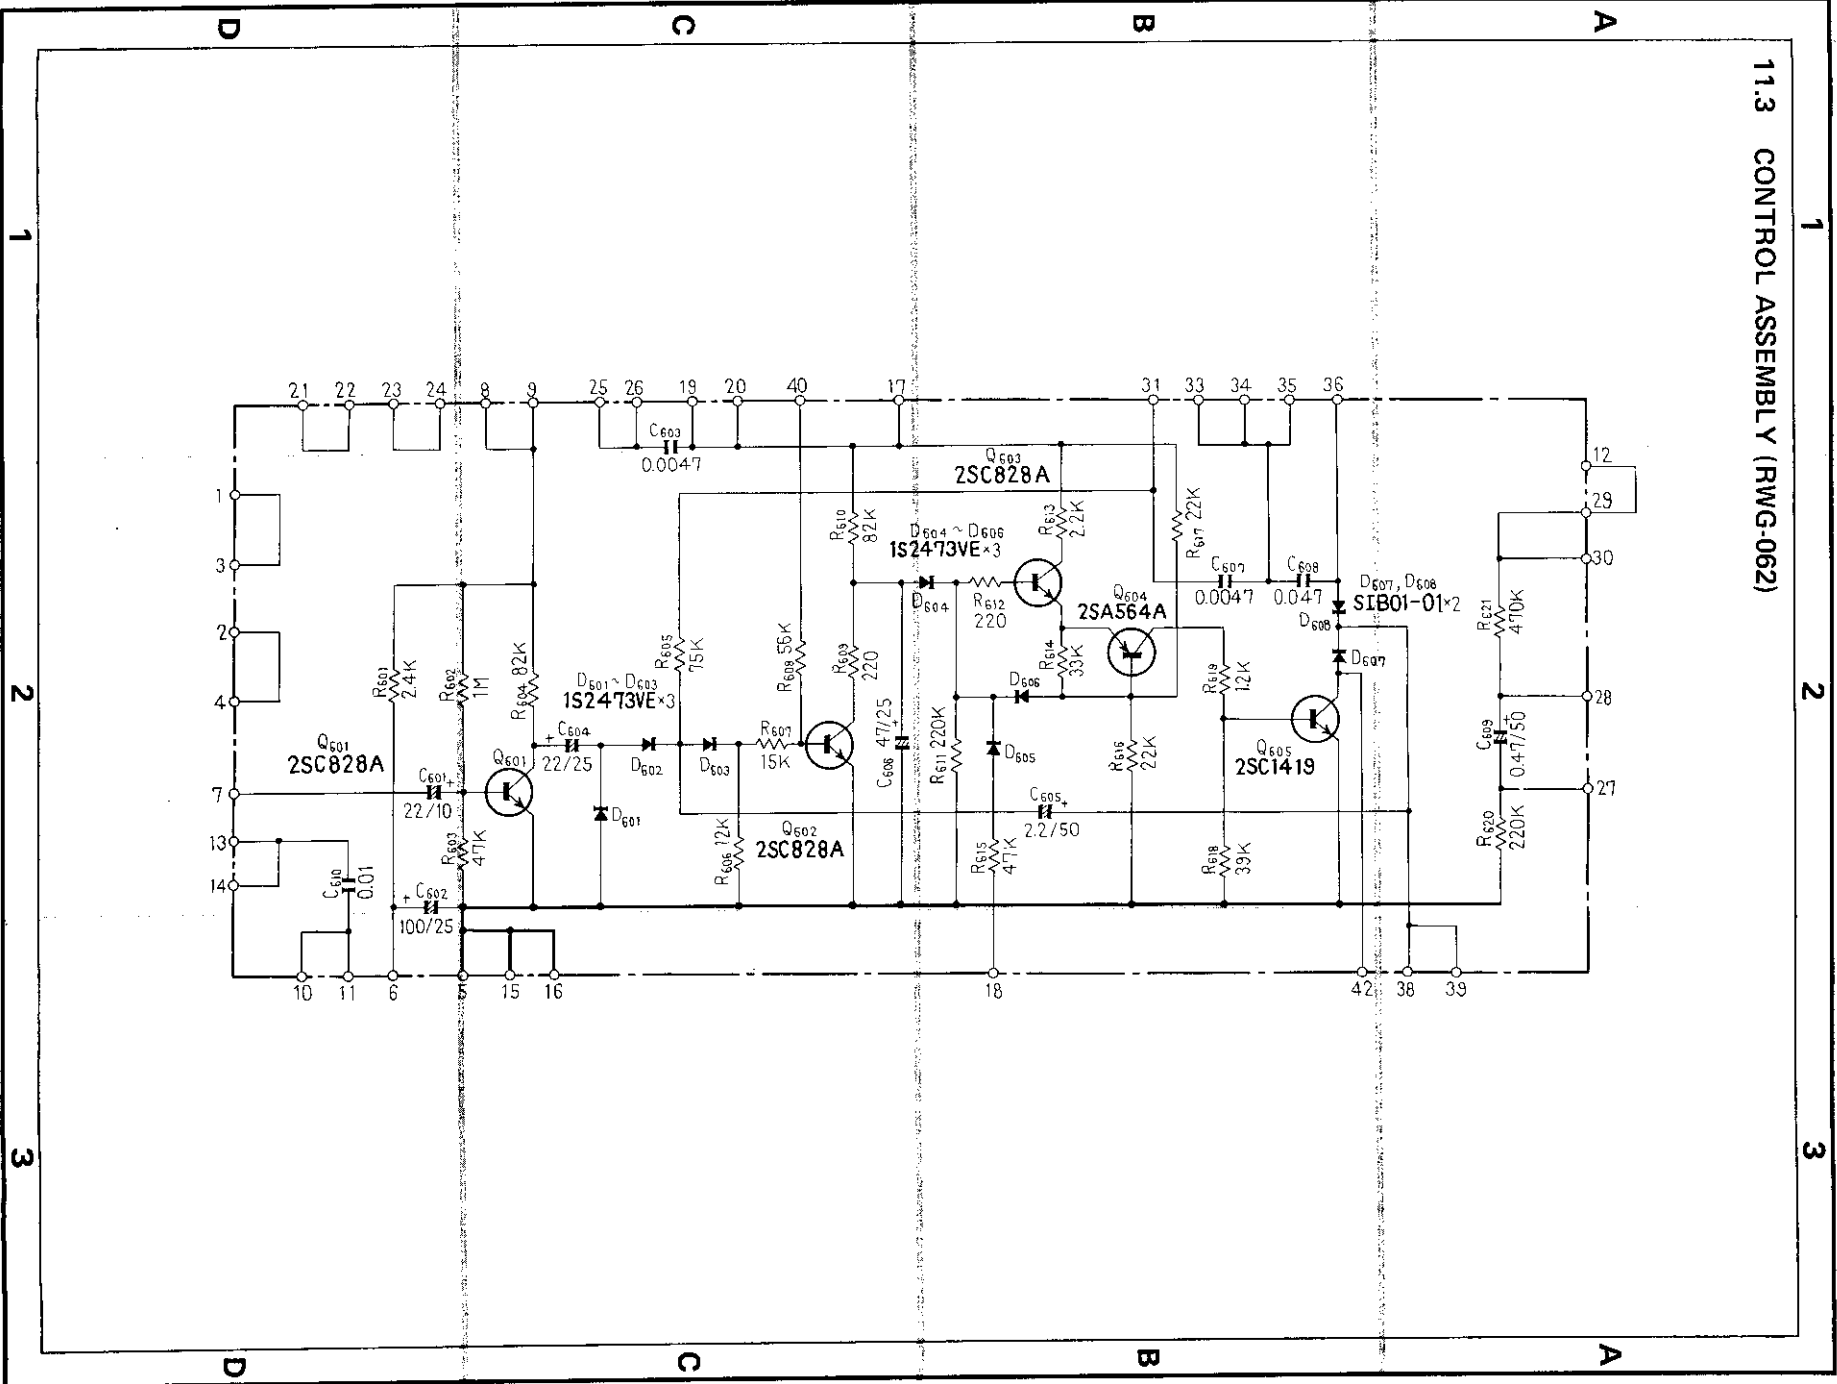 D C B A
11.3 CONTROL ASSEMBLY (RWG-062)
1 1
21 22 23 24 8 9 25 26 19 20 40 17 31 33 34 35 36
C603
0.0047
Q603
2SC828A
12
29
30
1
3
2
4
R610 82K
D604~D606
1S2473VE×3
R613 2.2K
R617 22K
C607
0.0047
C608
0.047
D607, D608
SIB01-01×2
D604
R612
220
Q604
2SA564A
D608
R621 470K
R601 2.4K
R602 1M
R604 82K
R605 75K
R608 56K
R609 220
R614 33K
R619 1.2K
D607
D601~D603
1S2473VE×3
D606
28
2 2
Q601
2SC828A
C601 +
22/10
Q601
+ C604
22/25
D602
D603
R607
15K
C606 47/25 +
R611 220K
D605
R616 22K
Q605
2SC1419
C609 0.47/50 +
27
7
13
14
C610 0.01
R603 47K
D601
R606 12K
Q602
2SC828A
C605 +
2.2/50
R615 47K
R618 39K
R620 220K
+ C602
100/25
10 11 6 5 15 16 18 42 38 39
3 3
D C B A